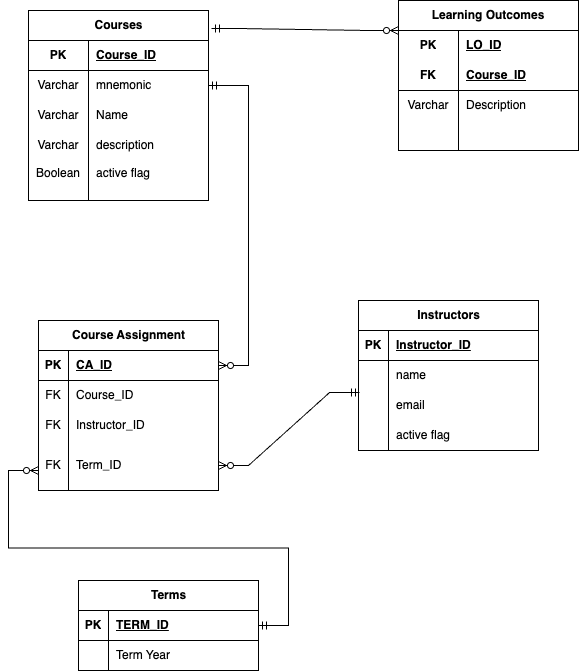 Courses
PK Course_ID
Varchar mnemonic
Varchar Name
Varchar description
Boolean active flag
Learning Outcomes
PK LO_ID
FK Course_ID
Varchar Description
Course Assignment
PK CA_ID
FK Course_ID
FK Instructor_ID
FK Term_ID
Instructors
PK Instructor_ID
name
email
active flag
Terms
PK TERM_ID
Term Year